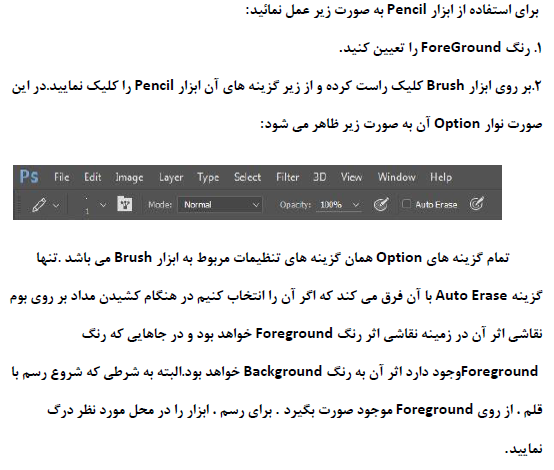 برای استفاده از ابزار Pencil به صورت زیر عمل نمائید:
۱. رنگ ForeGround را تعیین کنید.
۲.بر روی ابزار Brush کلیک راست کرده و از زیر گزینه های آن ابزار Pencil را کلیک نمایید.در این
صورت نوار Option آن به صورت زیر ظاهر می شود:
Ps File Edit Image Layer Type Select Filter 3D View Window Help
1 Mode: Normal Opacity: 100% Auto Erase
تمام گزینه های Option همان گزینه های تنظیمات مربوط به ابزار Brush می باشد .تنها
گزینه Auto Erase با آن فرق می کند که اگر آن را انتخاب کنیم در هنگام کشیدن مداد بر روی بوم
نقاشی اثر آن در زمینه نقاشی اثر رنگ Foreground خواهد بود و در جاهایی که رنگ
Foregroundوجود دارد اثر آن به رنگ Background خواهد بود.البته به شرطی که شروع رسم با
قلم . از روی Foreground موجود صورت بگیرد . برای رسم . ابزار را در محل مورد نظر درگ
نمایید.